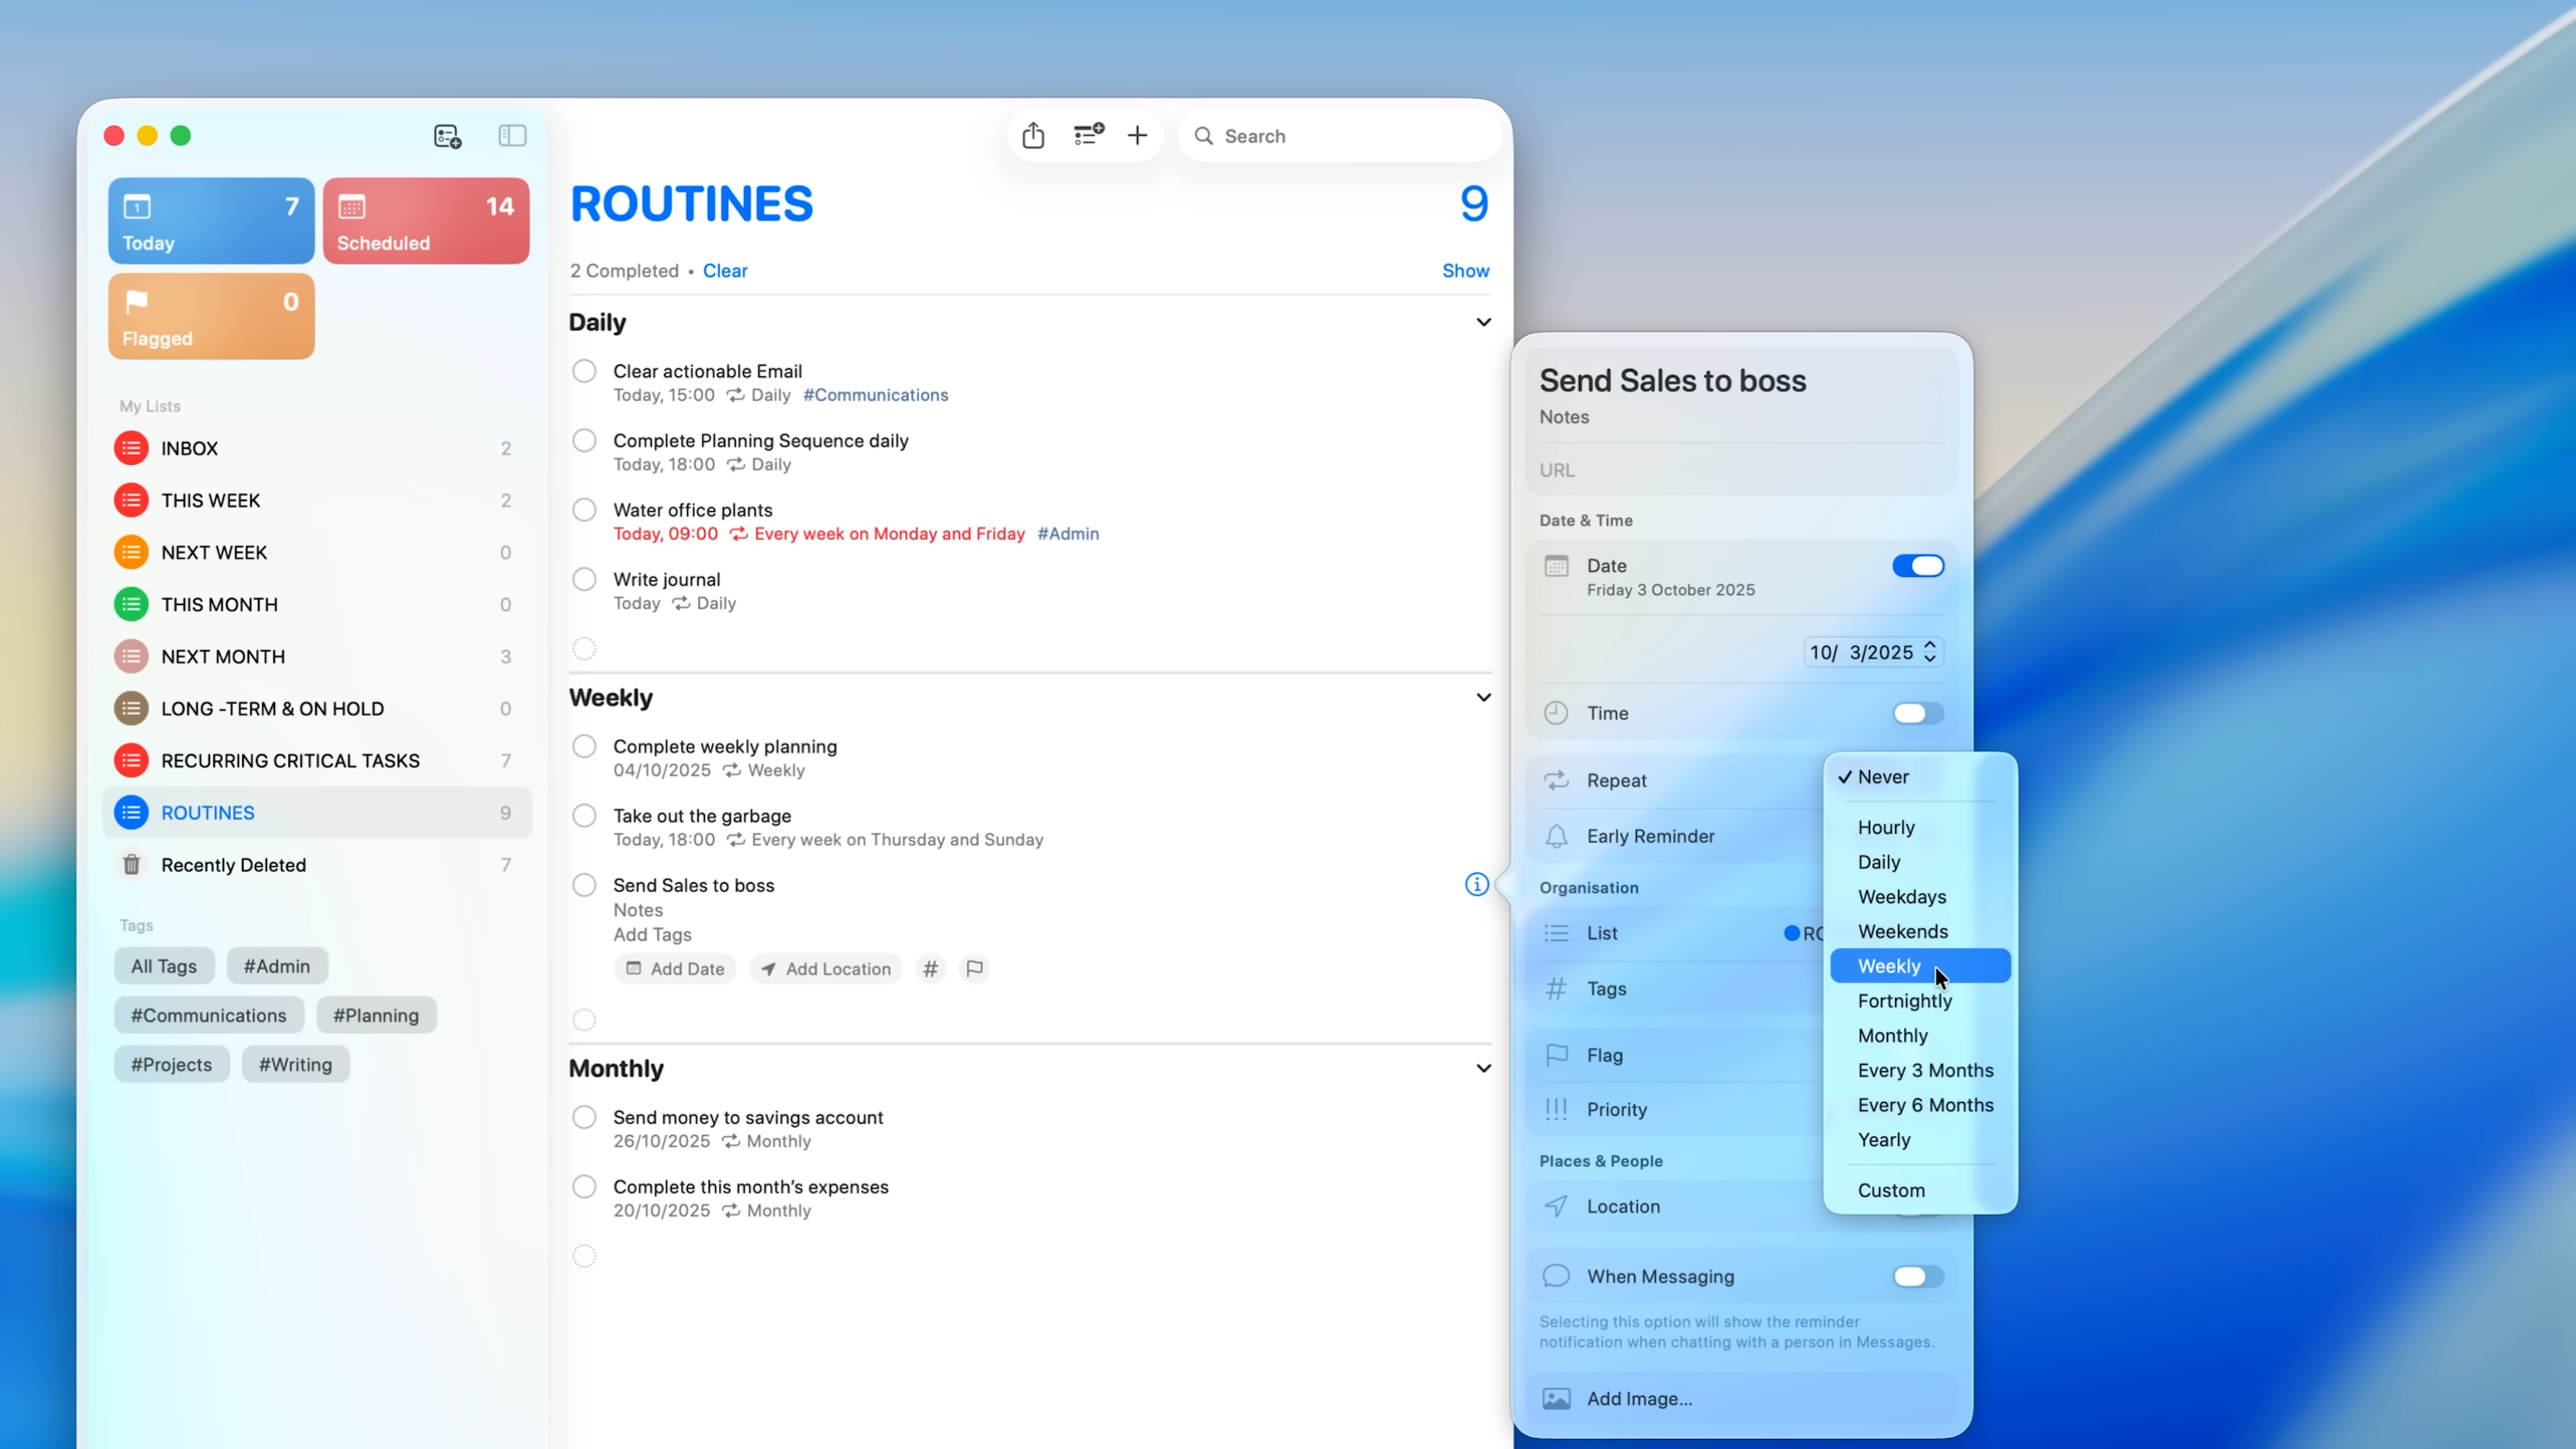 1
7
Today
14
Scheduled
0
Flagged
My Lists
INBOX 2
THIS WEEK 2
NEXT WEEK 0
THIS MONTH 0
NEXT MONTH 3
LONG -TERM & ON HOLD 0
RECURRING CRITICAL TASKS 7
ROUTINES 9
Recently Deleted 7
Tags
All Tags #Admin
#Communications #Planning
#Projects #Writing
Search
ROUTINES 9
2 Completed • Clear Show
Daily
Clear actionable Email
Today, 15:00 Daily #Communications
Complete Planning Sequence daily
Today, 18:00 Daily
Water office plants
Today, 09:00 Every week on Monday and Friday #Admin
Write journal
Today Daily
Weekly
Complete weekly planning
04/10/2025 Weekly
Take out the garbage
Today, 18:00 Every week on Thursday and Sunday
Send Sales to boss
Notes
Add Tags
Add Date Add Location #
Monthly
Send money to savings account
26/10/2025 Monthly
Complete this month's expenses
20/10/2025 Monthly
Send Sales to boss
Notes
URL
Date & Time
Date
Friday 3 October 2025
10/ 3/2025
Time
Repeat
Early Reminder
Organisation
List
# Tags
Flag
!!! Priority
Places & People
Location
When Messaging
Selecting this option will show the reminder
notification when chatting with a person in Messages.
Add Image...
✓ Never
Hourly
Daily
Weekdays
Weekends
Weekly
Fortnightly
Monthly
Every 3 Months
Every 6 Months
Yearly
Custom